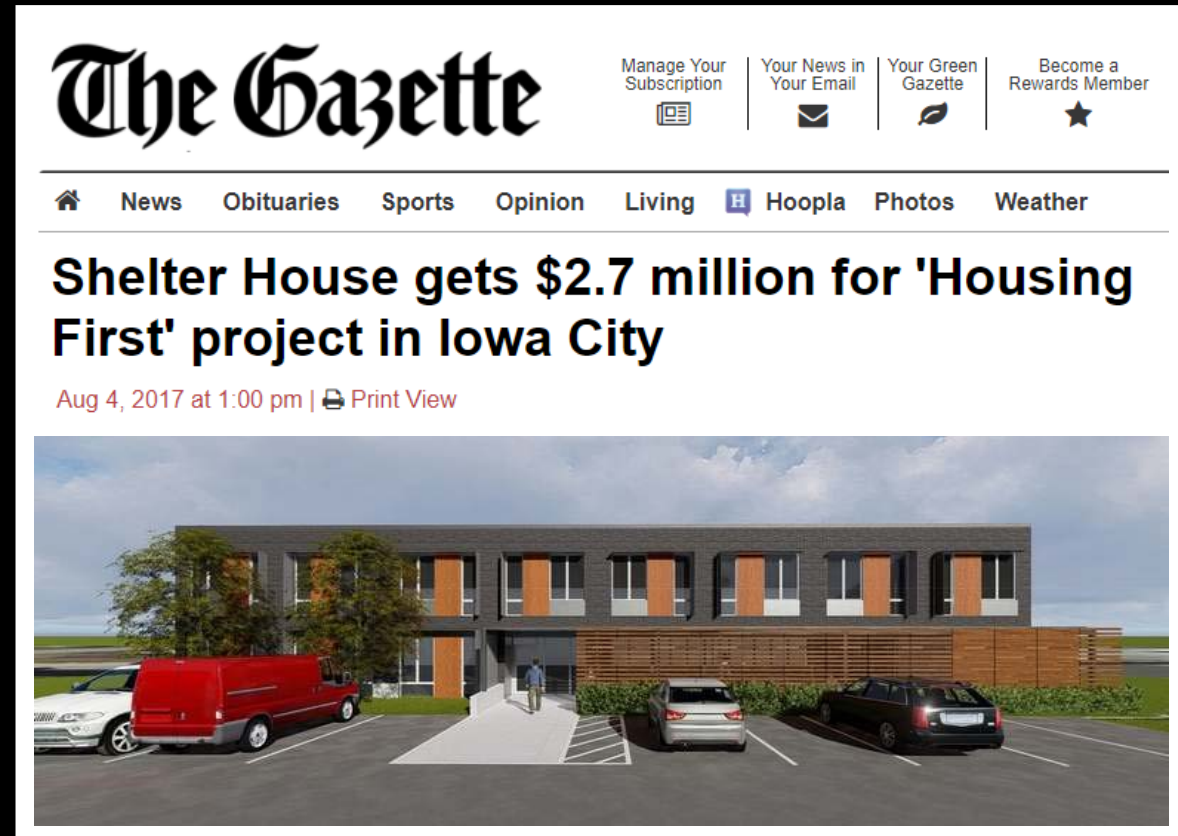 The Gazette
Manage Your
Subscription
Your News in
Your Email
Your Green
Gazette
Become a
Rewards Member
News Obituaries Sports Opinion Living H Hoopla Photos Weather
Shelter House gets $2.7 million for 'Housing
First' project in Iowa City
Aug 4, 2017 at 1:00 pm | Print View